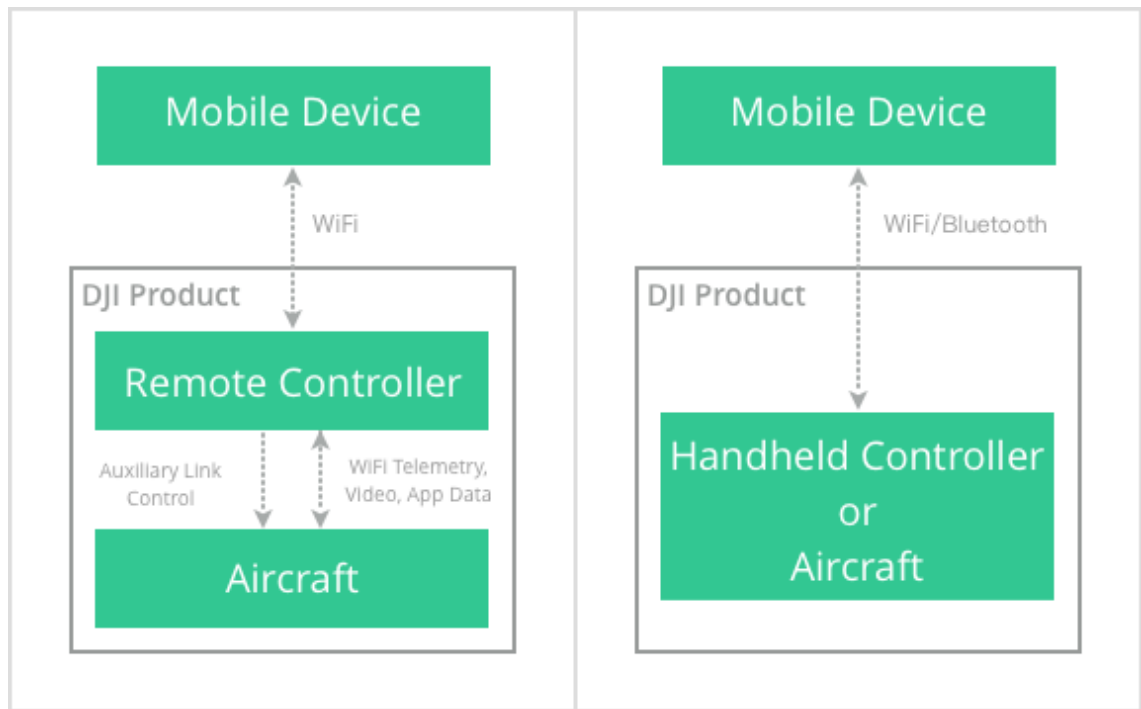 Mobile Device
WiFi
DJI Product
Remote Controller
Auxiliary Link
Control
WiFi Telemetry,
Video, App Data
Aircraft
Mobile Device
WiFi/Bluetooth
DJI Product
Handheld Controller
or
Aircraft